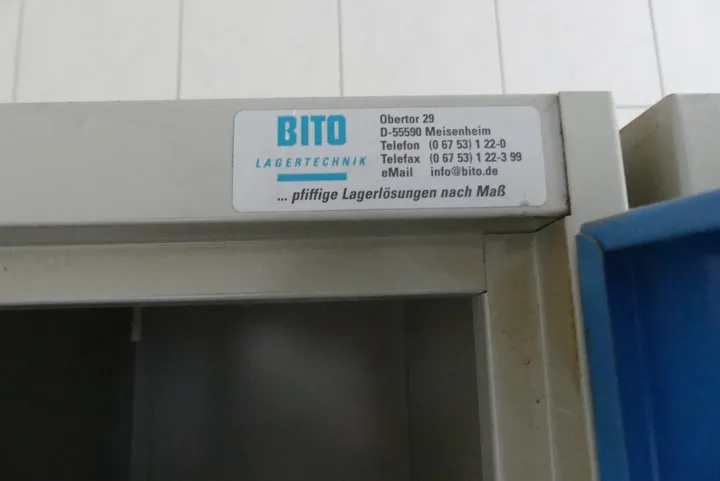 BITO
LAGERTECHNIK
Obertor 29
D-55590 Meisenheim
Telefon (0 67 53) 1 22-0
Telefax (0 67 53) 1 22-3 99
eMail info@bito.de
... pfiffige Lagerlösungen nach Maß